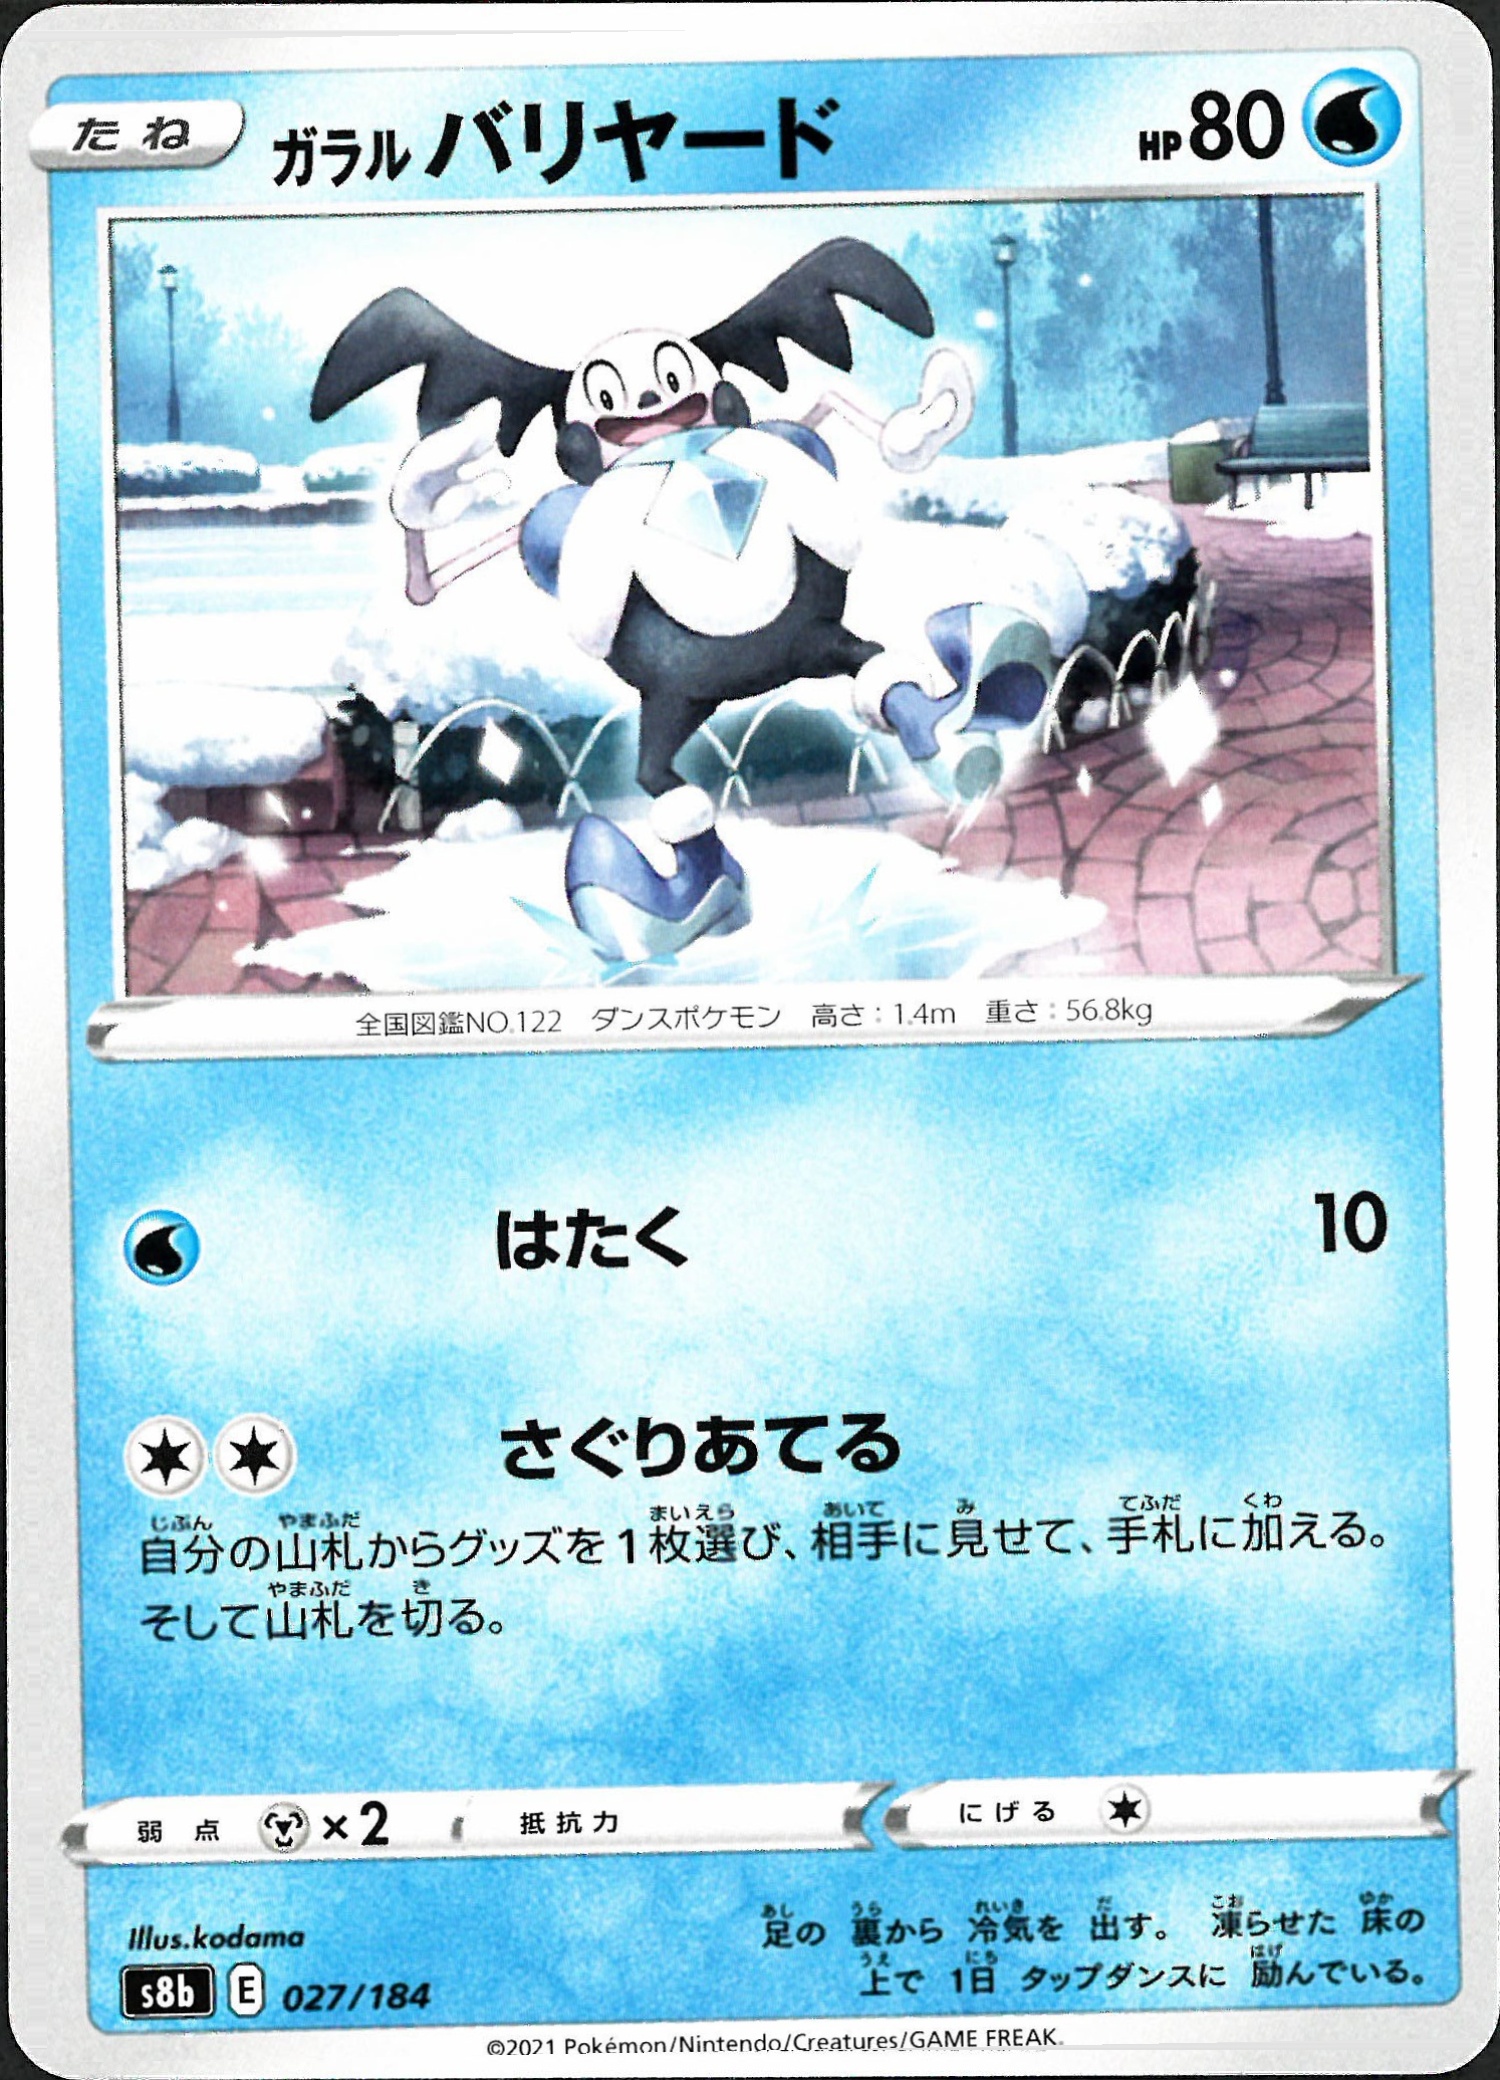 たね ガラル バリヤード HP80
全国図鑑NO.122 ダンスポケモン 高さ:1.4m 重さ:56.8kg
はたく 10
さぐりあてる
自分の山札からグッズを1枚選び、相手に見せて、手札に加える。
そして山札を切る。
弱点 ×2 抵抗力 にげる
Illus.kodama
s8b E 027/184
足の 裏から 冷気を 出す。 凍らせた 床の
上で 1日 タップダンスに 励んでいる。
©2021 Pokémon/Nintendo/Creatures/GAME FREAK.